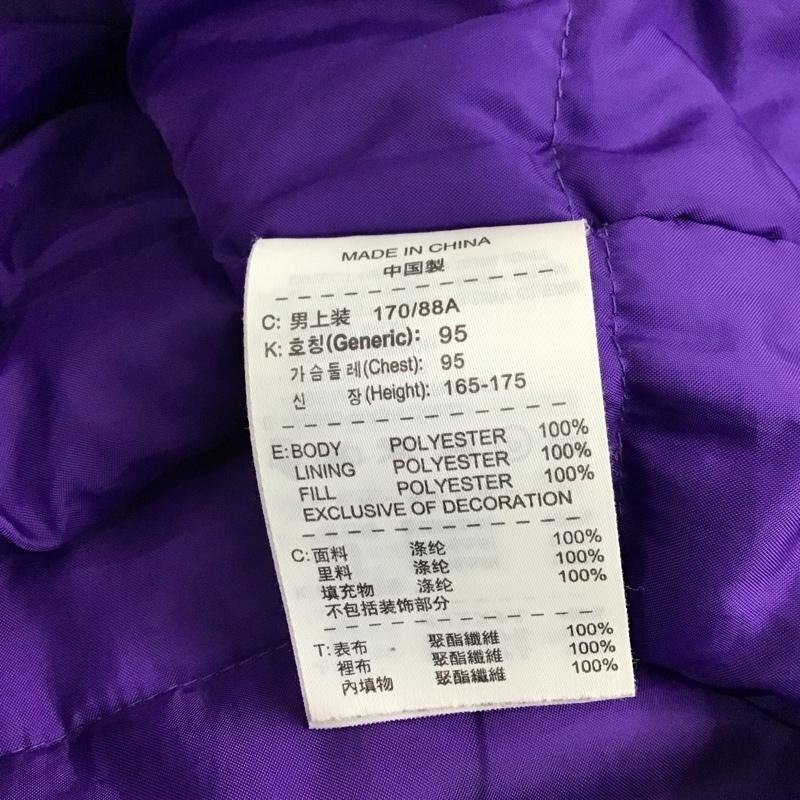 MADE IN CHINA
中国製
C: 男上装 170/88A
K: 호칭(Generic): 95
가슴둘레(Chest): 95
신 장(Height): 165-175
E: BODY POLYESTER 100%
LINING POLYESTER 100%
FILL POLYESTER 100%
EXCLUSIVE OF DECORATION
C: 面料 涤纶 100%
里料 涤纶 100%
填充物 涤纶 100%
不包括装饰部分
T: 表布 聚酯纖維 100%
裡布 聚酯纖維 100%
內填物 聚酯纖維 100%